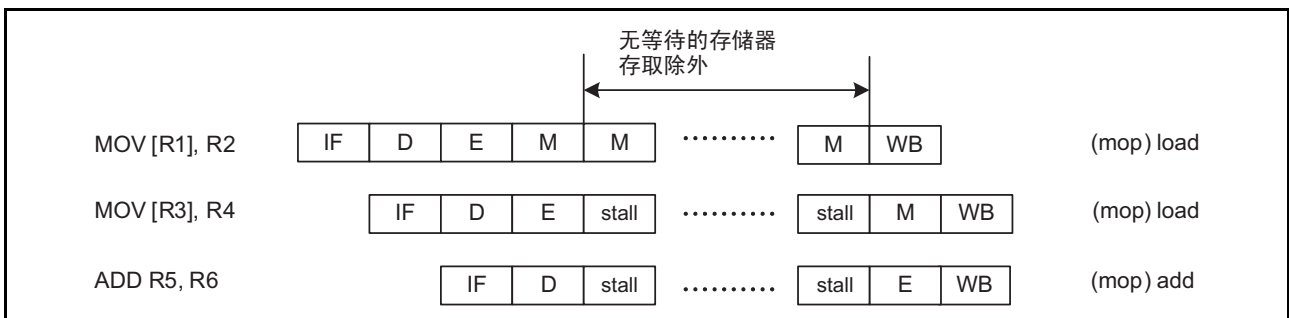 无等待的存储器
存取除外
MOV [R1], R2 IF D E M M ·········· M WB (mop) load
MOV [R3], R4 IF D E stall ·········· stall M WB (mop) load
ADD R5, R6 IF D stall ·········· stall E WB (mop) add